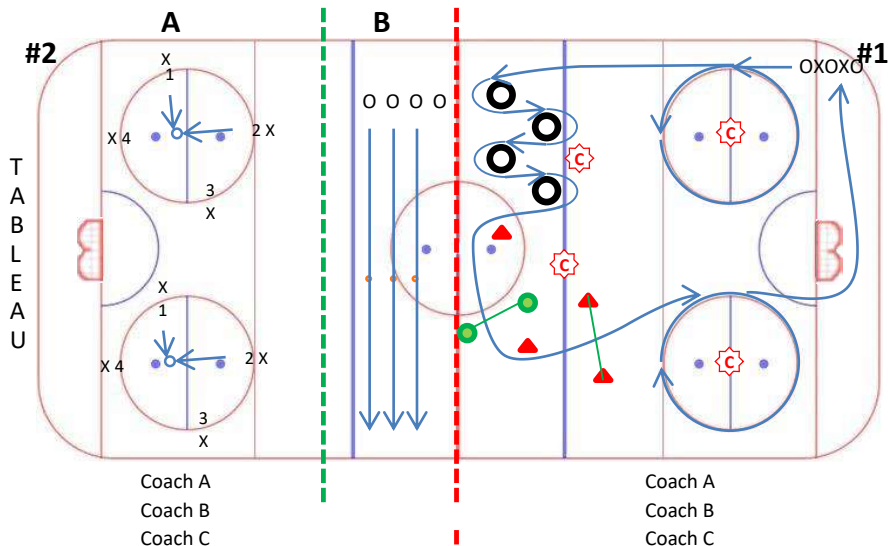 A
B
#2
#1
X
1
OXOXO
O O O O
X 4
2 X
C
C
3
X
T
A
B
L
E
A
U
C
X
1
X 4
2 X
C
3
X
Coach A
Coach B
Coach C
Coach A
Coach B
Coach C